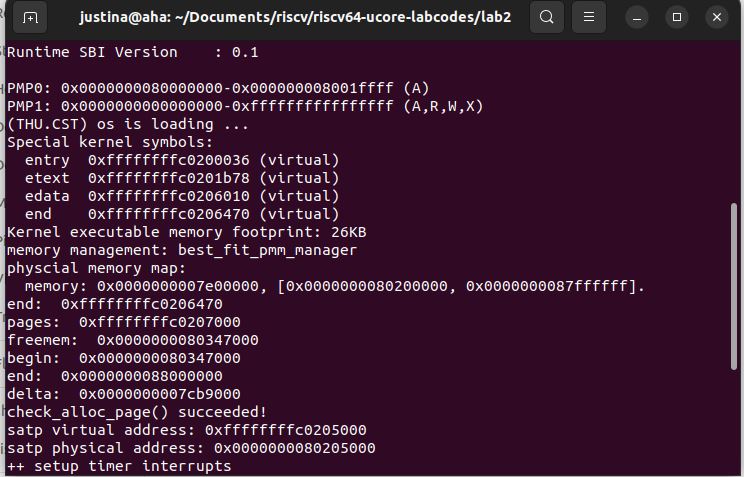 justina@aha: ~/Documents/riscv/riscv64-ucore-labcodes/lab2
Runtime SBI Version    : 0.1
PMP0: 0x0000000080000000-0x000000008001ffff (A)
PMP1: 0x0000000000000000-0xffffffffffffffff (A,R,W,X)
(THU.CST) os is loading ...
Special kernel symbols:
  entry  0xffffffffc0200036 (virtual)
  etext  0xffffffffc0201b78 (virtual)
  edata  0xffffffffc0206010 (virtual)
  end    0xffffffffc0206470 (virtual)
Kernel executable memory footprint: 26KB
memory management: best_fit_pmm_manager
physcial memory map:
  memory: 0x0000000007e00000, [0x0000000080200000, 0x0000000087ffffff].
end:  0xffffffffc0206470
pages:  0xffffffffc0207000
freemem:  0x0000000080347000
begin:  0x0000000080347000
end:  0x0000000088000000
delta:  0x0000000007cb9000
check_alloc_page() succeeded!
satp virtual address: 0xffffffffc0205000
satp physical address: 0x0000000080205000
++ setup timer interrupts